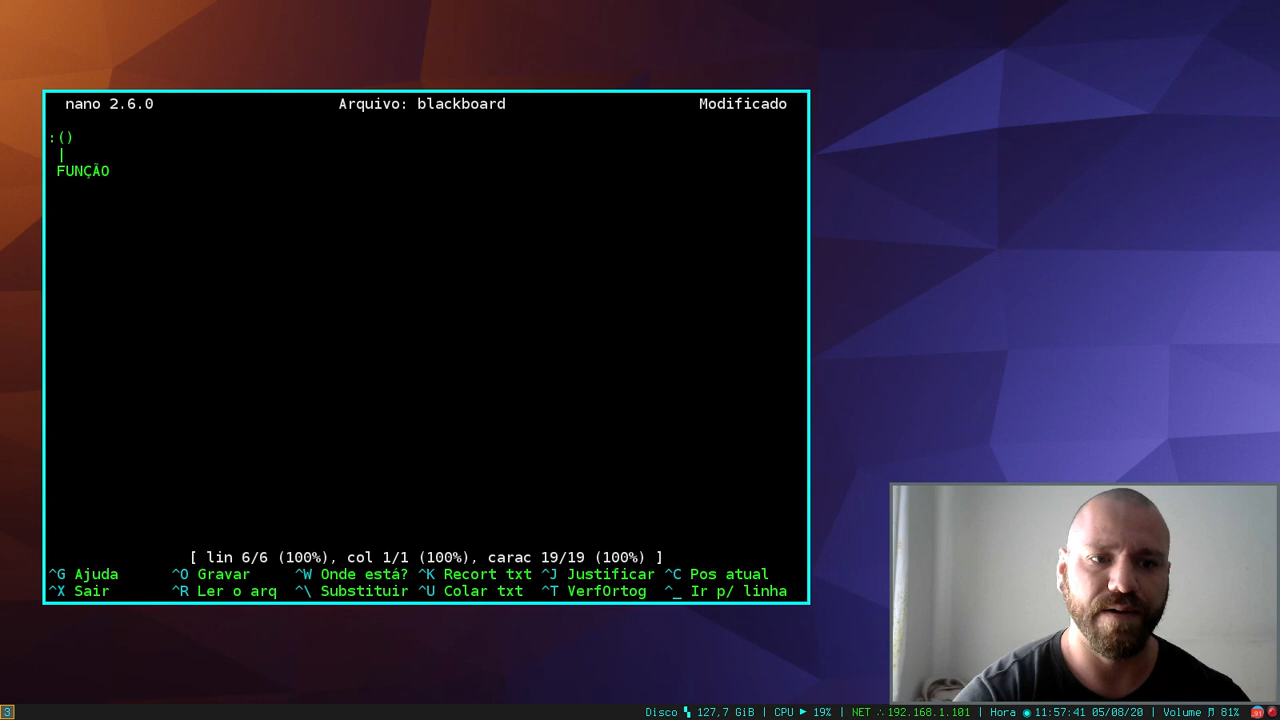 nano 2.6.0 Arquivo: blackboard Modificado
:()
|
FUNÇÃO
[ lin 6/6 (100%), col 1/1 (100%), carac 19/19 (100%) ]
^G Ajuda ^O Gravar ^W Onde está? ^K Recort txt ^J Justificar ^C Pos atual
^X Sair ^R Ler o arq ^\ Substituir ^U Colar txt ^T VerfOrtog ^_ Ir p/ linha
3 Disco 127,7 GiB | CPU 19% | NET 192.168.1.101 | Hora 11:57:41 05/08/20 | Volume 81%